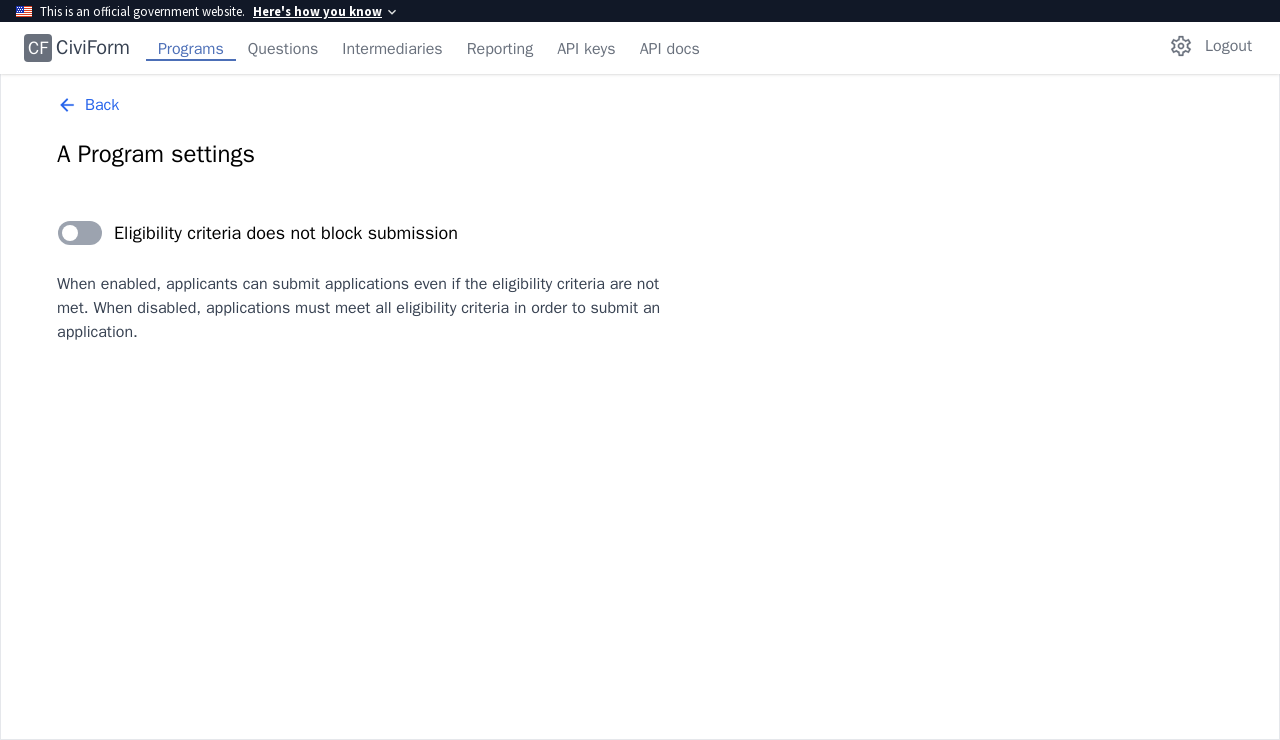 This is an official government website. Here's how you know
CF CiviForm Programs Questions Intermediaries Reporting API keys API docs Logout
Back
A Program settings
Eligibility criteria does not block submission
When enabled, applicants can submit applications even if the eligibility criteria are not
met. When disabled, applications must meet all eligibility criteria in order to submit an
application.